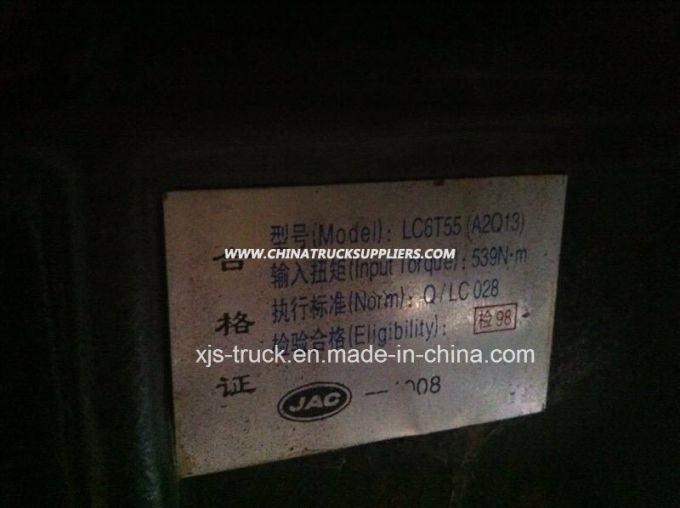 合格证
型号(Model): LC6T55(A2Q13)
WWW.CHINATRUCKSUPPLIERS.COM
输入扭矩(Input Torque): 539N·m
执行标准(Norm): Q/LC 028
检验合格(Eligibility): 检98
xjs-truck.en.made-in-china.com
JAC